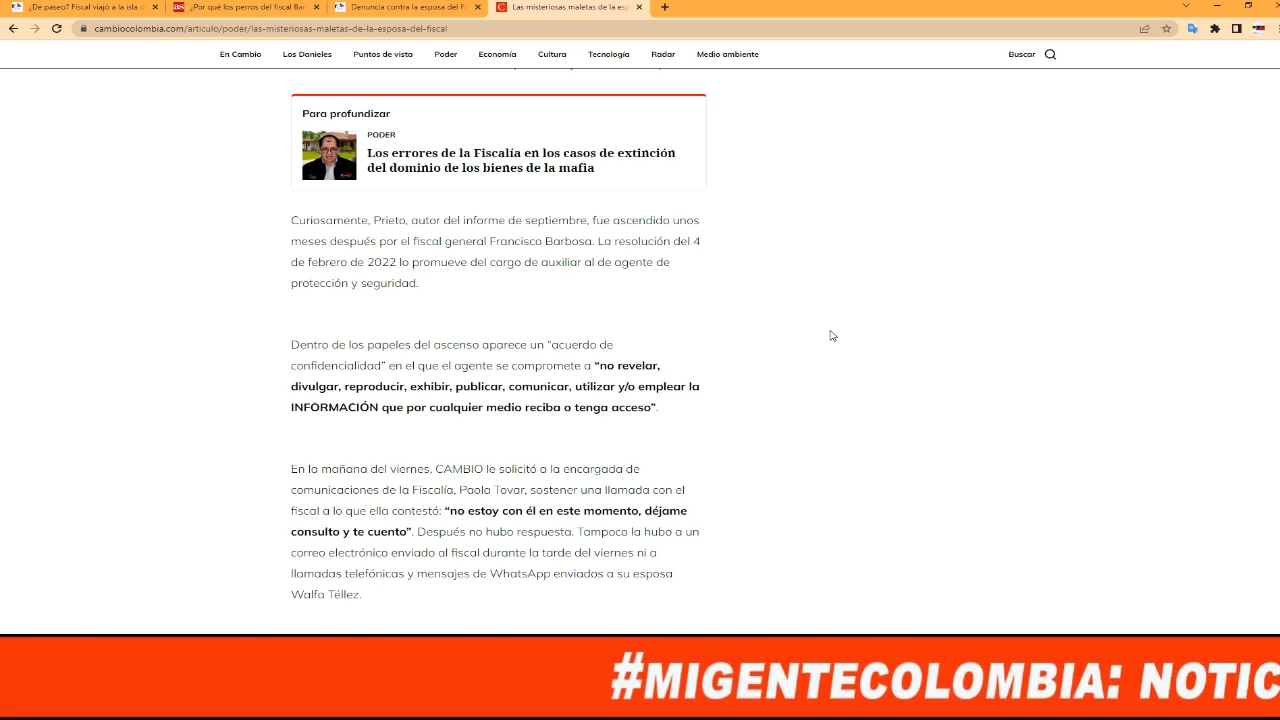 ¿De paseo? Fiscal viajó a la isla d
¿Por qué los perros del fiscal Bar
Denuncia contra la esposa del Fi
Las misteriosas maletas de la esp
cambiocolombia.com/articulo/poder/las-misteriosas-maletas-de-la-esposa-del-fiscal
En Cambio Los Danieles Puntos de vista Poder Economía Cultura Tecnología Radar Medio ambiente Buscar
Para profundizar
PODER
Los errores de la Fiscalía en los casos de extinción
del dominio de los bienes de la mafia
Curiosamente, Prieto, autor del informe de septiembre, fue ascendido unos
meses después por el fiscal general Francisco Barbosa. La resolución del 4
de febrero de 2022 lo promueve del cargo de auxiliar al de agente de
protección y seguridad.
Dentro de los papeles del ascenso aparece un “acuerdo de
confidencialidad” en el que el agente se compromete a “no revelar,
divulgar, reproducir, exhibir, publicar, comunicar, utilizar y/o emplear la
INFORMACIÓN que por cualquier medio reciba o tenga acceso”.
En la mañana del viernes, CAMBIO le solicitó a la encargada de
comunicaciones de la Fiscalía, Paola Tovar, sostener una llamada con el
fiscal a lo que ella contestó: “no estoy con él en este momento, déjame
consulto y te cuento”. Después no hubo respuesta. Tampoco la hubo a un
correo electrónico enviado al fiscal durante la tarde del viernes ni a
llamadas telefónicas y mensajes de WhatsApp enviados a su esposa
Walfa Téllez.
#MIGENTECOLOMBIA: NOTIC